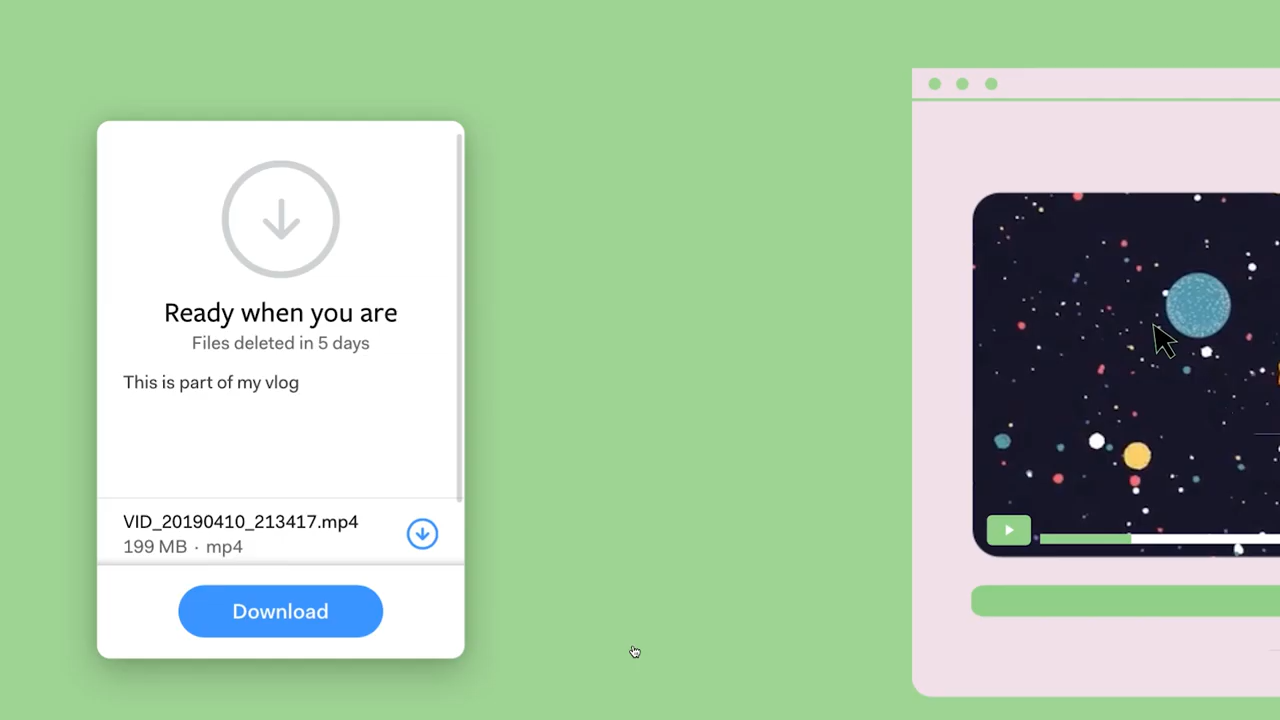 Ready when you are
Files deleted in 5 days
This is part of my vlog
VID_20190410_213417.mp4
199 MB · mp4
Download